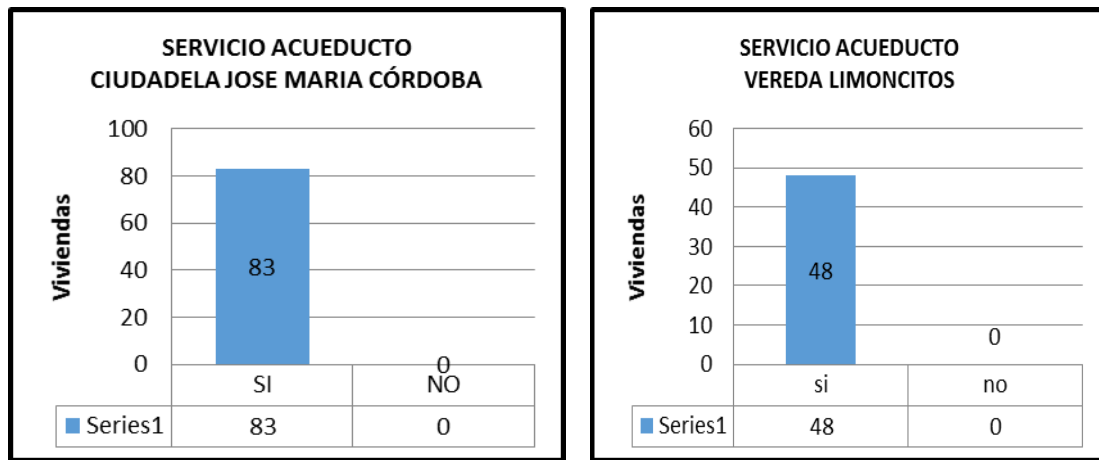 SERVICIO ACUEDUCTO
CIUDADELA JOSE MARIA CÓRDOBA
Viviendas
100
80
60
40
20
0
83
0
SI NO
Series1 83 0
SERVICIO ACUEDUCTO
VEREDA LIMONCITOS
Viviendas
60
50
40
30
20
10
0
48
0
si no
Series1 48 0